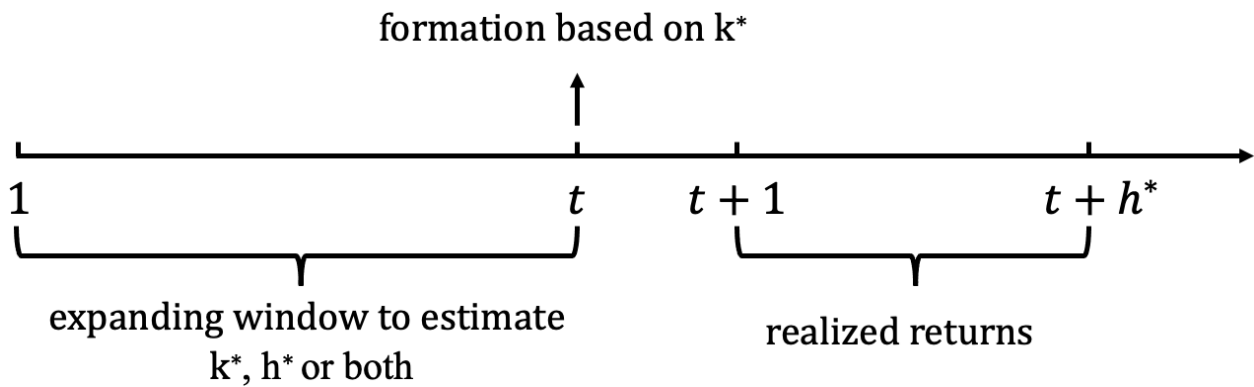 formation based on k*
1
t
t + 1
t + h*
expanding window to estimate
k*, h* or both
realized returns